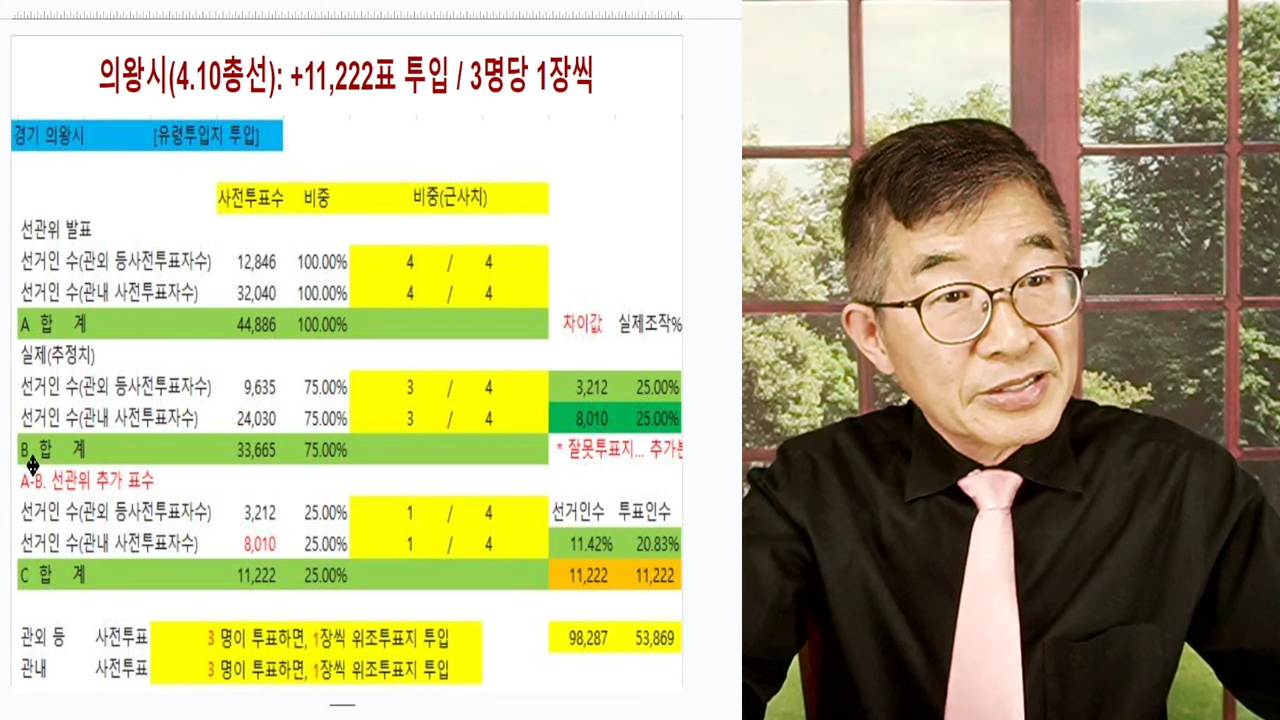 의왕시(4.10총선): +11,222표 투입 / 3명당 1장씩
경기 의왕시 [유령투입지 투입]
사전투표수 비중 비중(근사치)
선관위 발표
선거인 수(관외 등사전투표자수) 12,846 100.00% 4 / 4
선거인 수(관내 사전투표자수) 32,040 100.00% 4 / 4
A 합 계 44,886 100.00% 차이값 실제조작%
실제(추정치)
선거인 수(관외 등사전투표자수) 9,635 75.00% 3 / 4 3,212 25.00%
선거인 수(관내 사전투표자수) 24,030 75.00% 3 / 4 8,010 25.00%
B 합 계 33,665 75.00% * 잘못투표지... 추가
A-B. 선관위 추가 표수
선거인 수(관외 등사전투표자수) 3,212 25.00% 1 / 4 선거인수 투표인수
선거인 수(관내 사전투표자수) 8,010 25.00% 1 / 4 11.42% 20.83%
C 합 계 11,222 25.00% 11,222 11,222
관외 등 사전투표 3 명이 투표하면, 1장씩 위조투표지 투입 98,287 53,869
관내 사전투표 3 명이 투표하면, 1장씩 위조투표지 투입